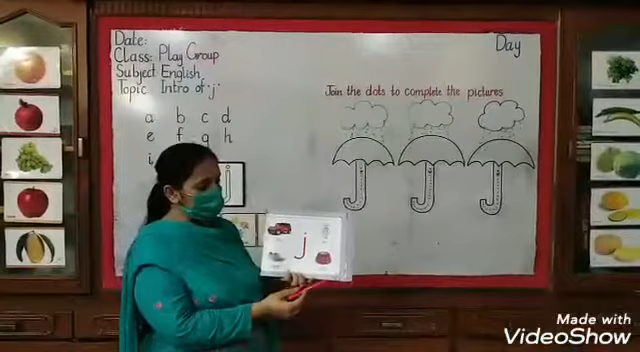 Date:
Class: Play Group
Subject English
Topic Intro of 'j'
Day
Join the dots to complete the pictures
a b c d
e f g h
i
j
j
Made with
VideoShow